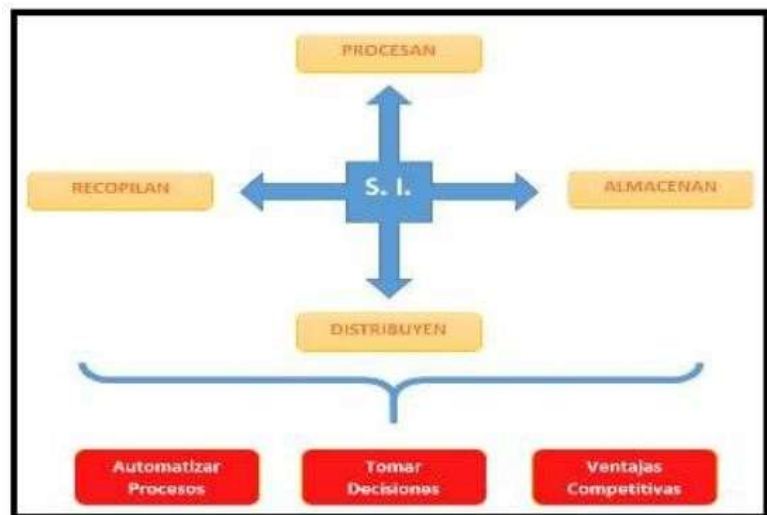 PROCESAN
RECOPILAN
S. I.
ALMACENAN
DISTRIBUYEN
Automatizar
Procesos
Tomar
Decisiones
Ventajas
Competitivas